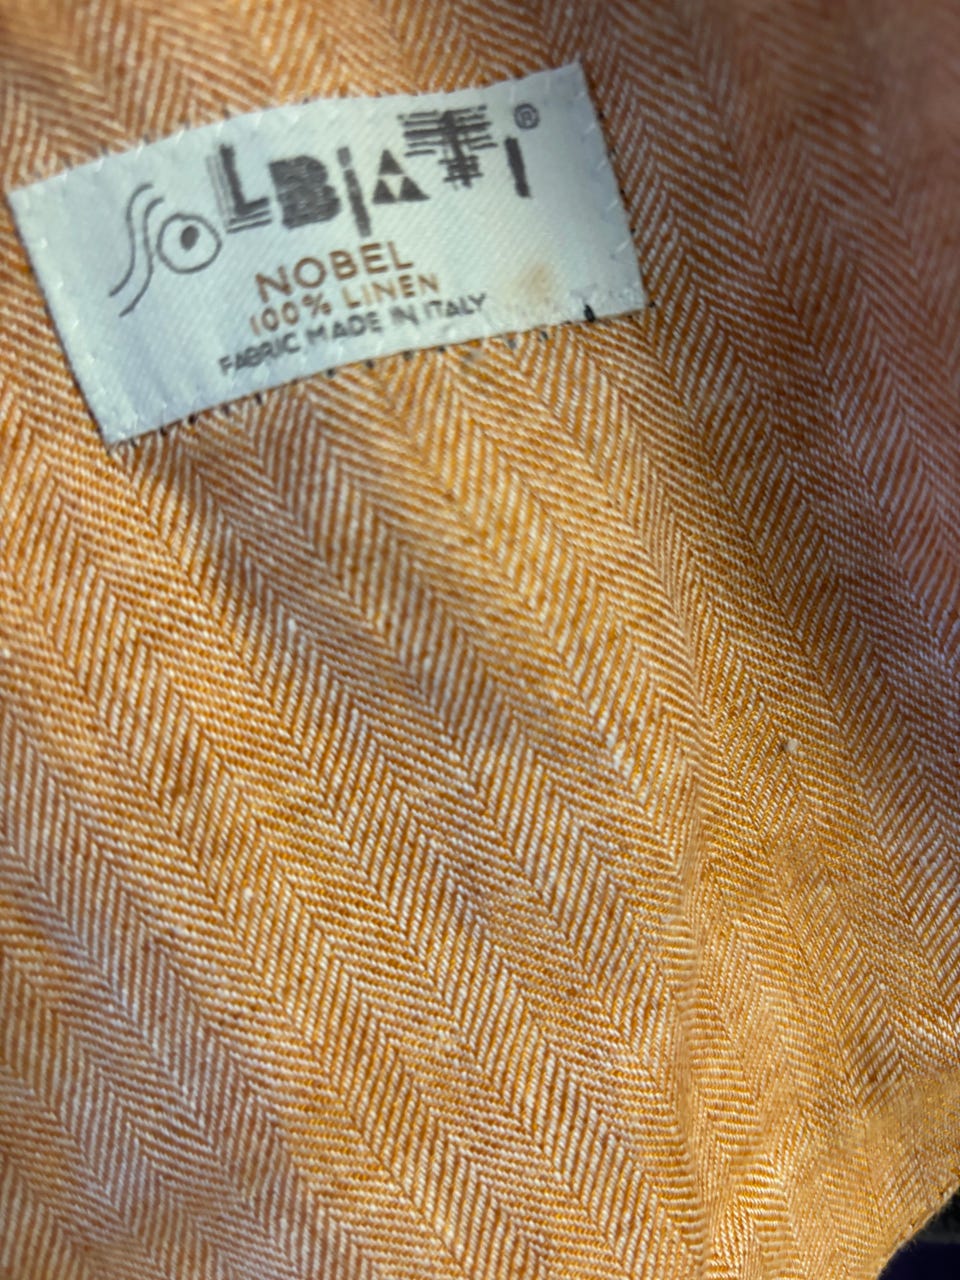 SOLBIATI®
NOBEL
100% LINEN
FABRIC MADE IN ITALY